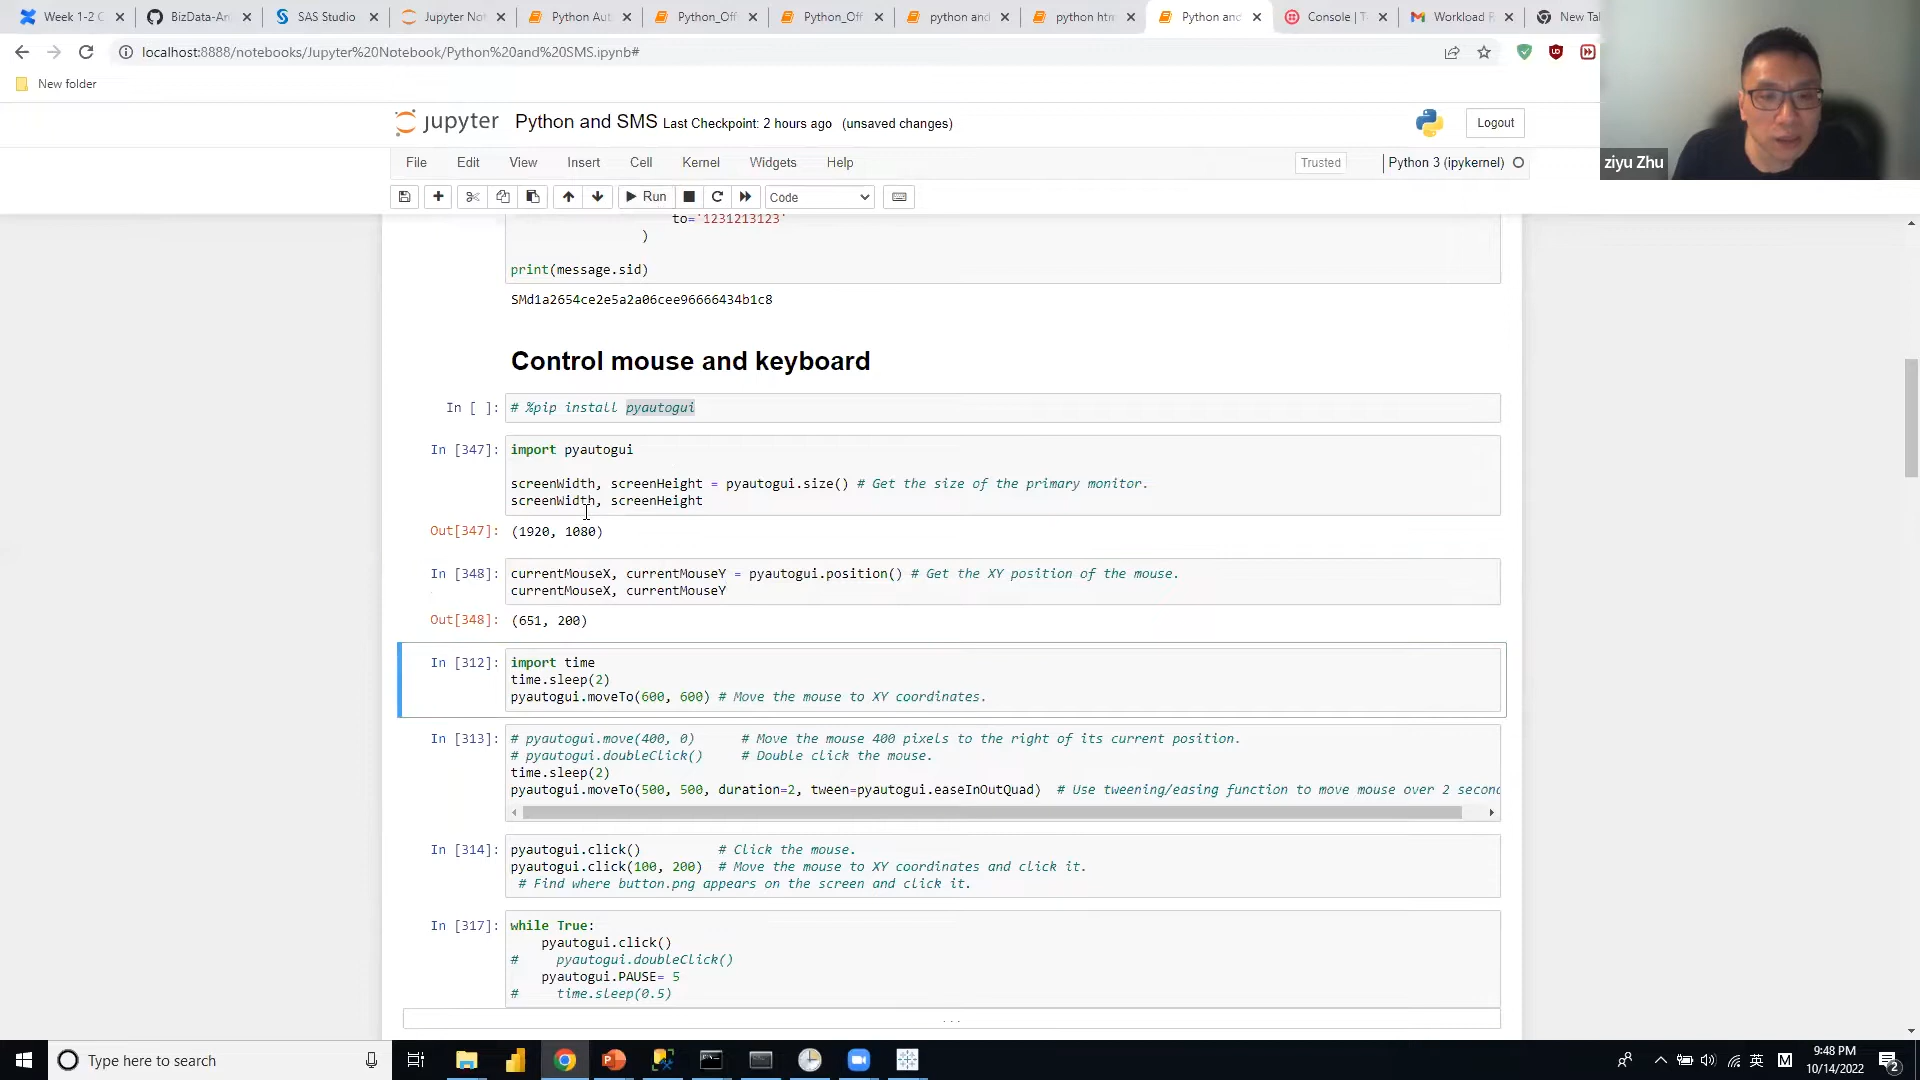 Week 1-2 C
BizData-An
SAS Studio
Jupyter No
Python Aut
Python_Off
Python_Off
python and
python htm
Python and
Console | T
Workload R
New Tal
localhost:8888/notebooks/Jupyter%20Notebook/Python%20and%20SMS.ipynb#
New folder
jupyter Python and SMS Last Checkpoint: 2 hours ago (unsaved changes)
Logout
ziyu Zhu
File Edit View Insert Cell Kernel Widgets Help
Trusted
Python 3 (ipykernel)
Run
Code
to='1231213123'
)
print(message.sid)
SMd1a2654ce2e5a2a06cee96666434b1c8
Control mouse and keyboard
In [ ]: # %pip install pyautogui
In [347]: import pyautogui
screenWidth, screenHeight = pyautogui.size() # Get the size of the primary monitor.
screenWidth, screenHeight
Out[347]: (1920, 1080)
In [348]: currentMouseX, currentMouseY = pyautogui.position() # Get the XY position of the mouse.
currentMouseX, currentMouseY
Out[348]: (651, 200)
In [312]: import time
time.sleep(2)
pyautogui.moveTo(600, 600) # Move the mouse to XY coordinates.
In [313]: # pyautogui.move(400, 0)      # Move the mouse 400 pixels to the right of its current position.
# pyautogui.doubleClick()     # Double click the mouse.
time.sleep(2)
pyautogui.moveTo(500, 500, duration=2, tween=pyautogui.easeInOutQuad)  # Use tweening/easing function to move mouse over 2 second
In [314]: pyautogui.click()          # Click the mouse.
pyautogui.click(100, 200)  # Move the mouse to XY coordinates and click it.
# Find where button.png appears on the screen and click it.
In [317]: while True:
pyautogui.click()
#     pyautogui.doubleClick()
pyautogui.PAUSE= 5
#     time.sleep(0.5)
...
Type here to search
英
M
9:48 PM
10/14/2022
2